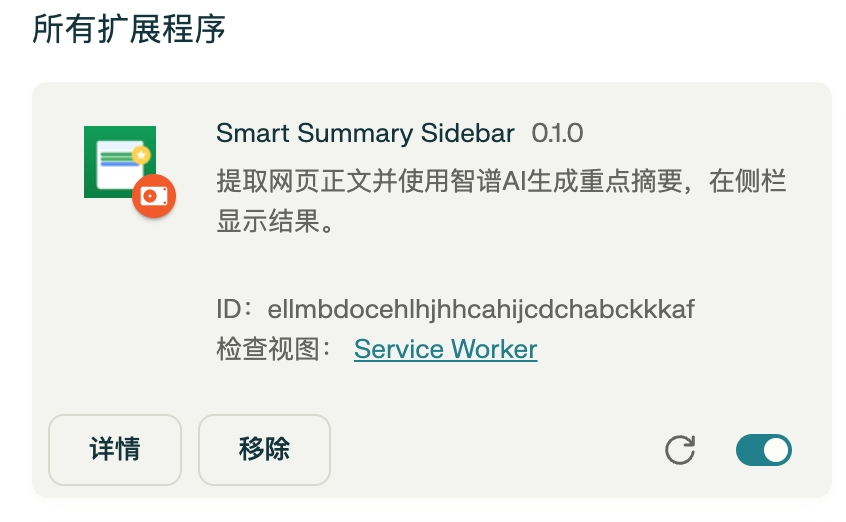 所有扩展程序
Smart Summary Sidebar 0.1.0
提取网页正文并使用智谱AI生成重点摘要，在侧栏
显示结果。
ID：ellmbdocehlhjhhcahijcdchabckkkaf
检查视图： Service Worker
详情 移除